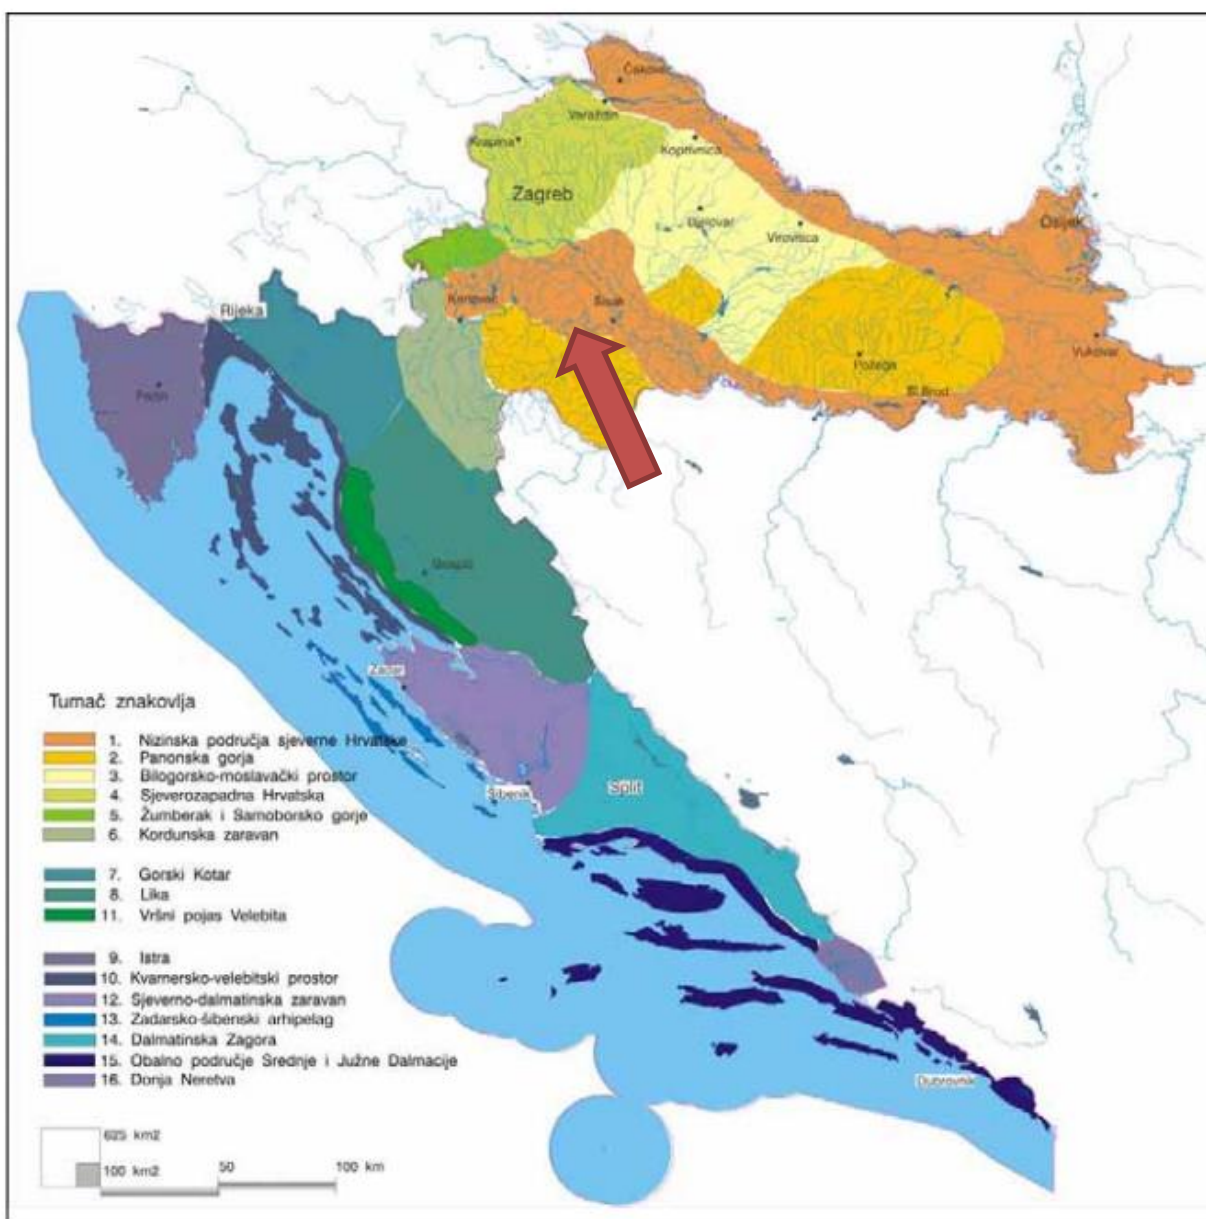 Čakovec
Varaždin
Krapina
Koprivnica
Zagreb
Bjelovar
Virovitica
Osijek
Karlovac
Sisak
Rijeka
Vukovar
Požega
Sl.Brod
Pazin
Gospić
Zadar
Šibenik
Split
Dubrovnik
Tumač znakovlja
1. Nizinska područja sjeverne Hrvatske
2. Panonska gorja
3. Bilogorsko-moslavački prostor
4. Sjeverozapadna Hrvatska
5. Žumberak i Samoborsko gorje
6. Kordunska zaravan
7. Gorski Kotar
8. Lika
11. Vršni pojas Velebita
9. Istra
10. Kvarnersko-velebitski prostor
12. Sjeverno-dalmatinska zaravan
13. Zadarsko-šibenski arhipelag
14. Dalmatinska Zagora
15. Obalno područje Srednje i Južne Dalmacije
16. Donja Neretva
625 km2
100 km2
50
100 km